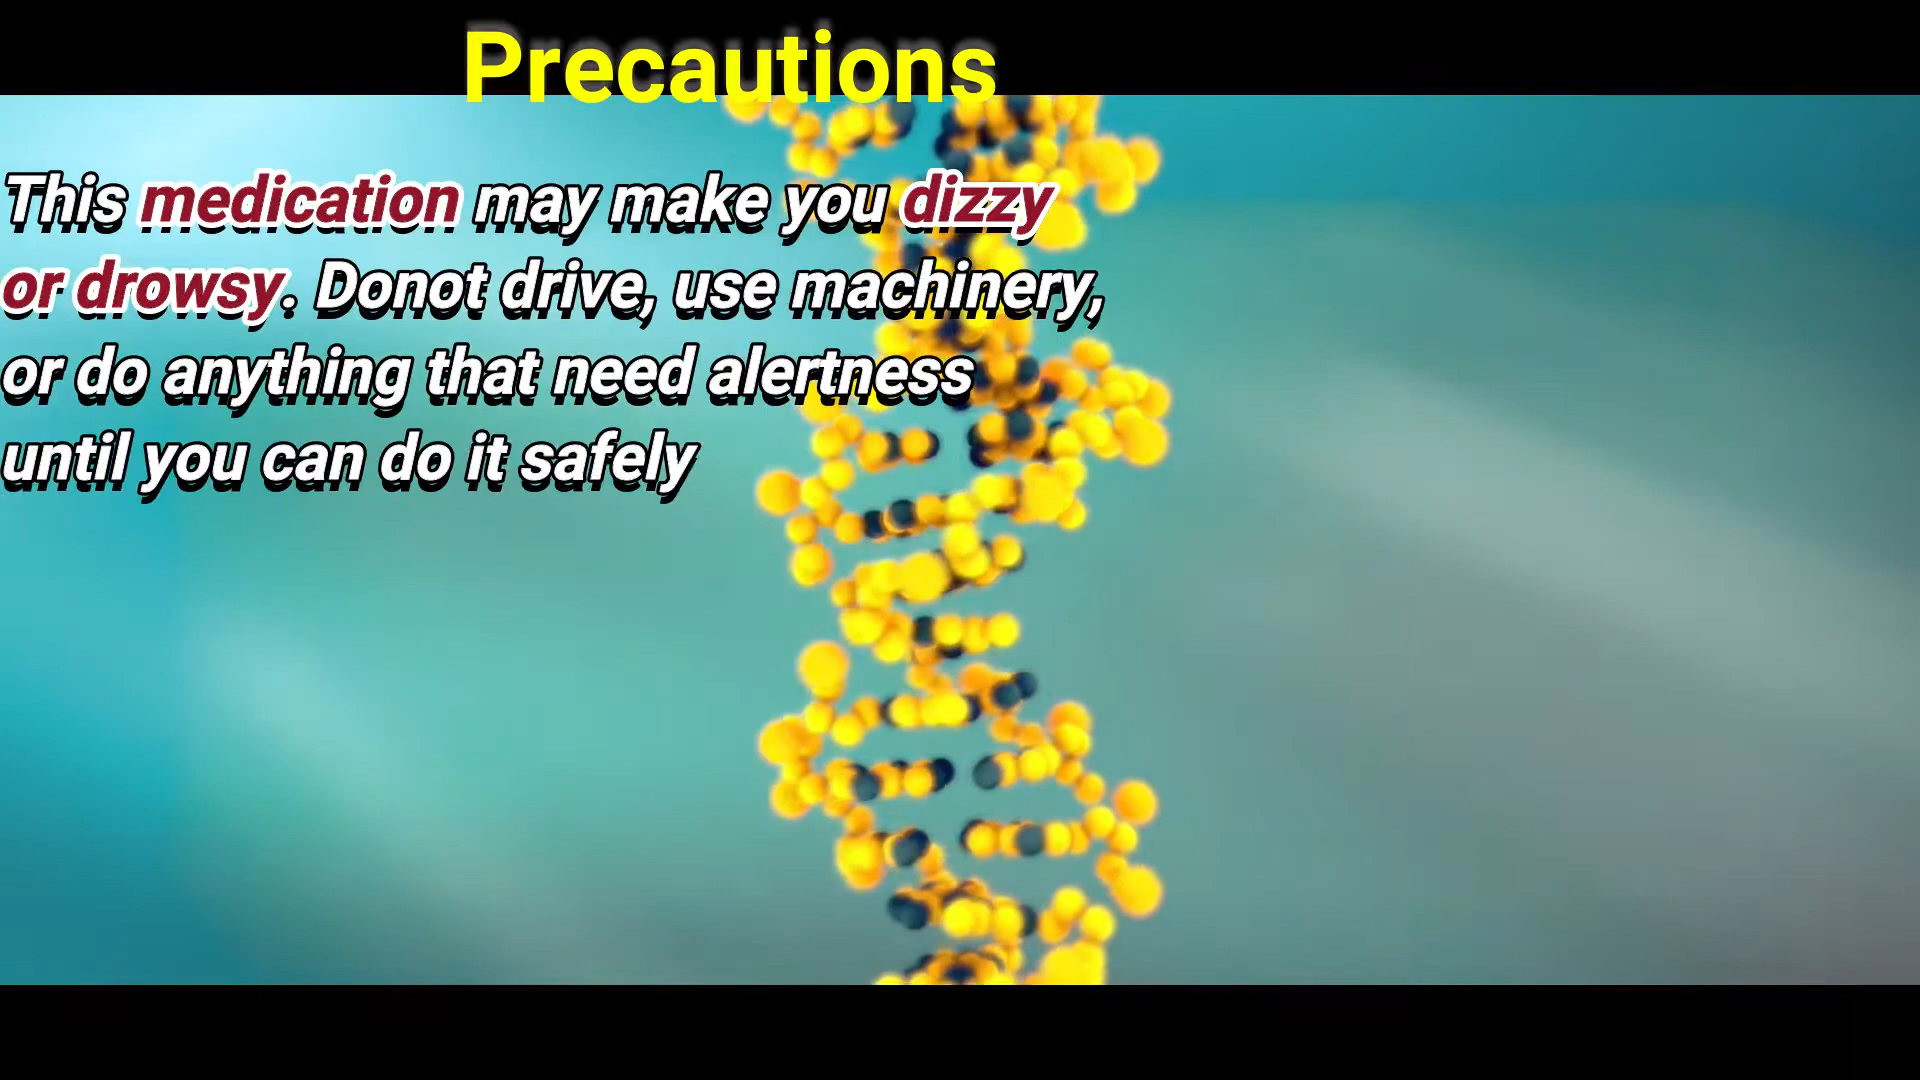 Precautions
This medication may make you dizzy
or drowsy. Donot drive, use machinery,
or do anything that need alertness
until you can do it safely